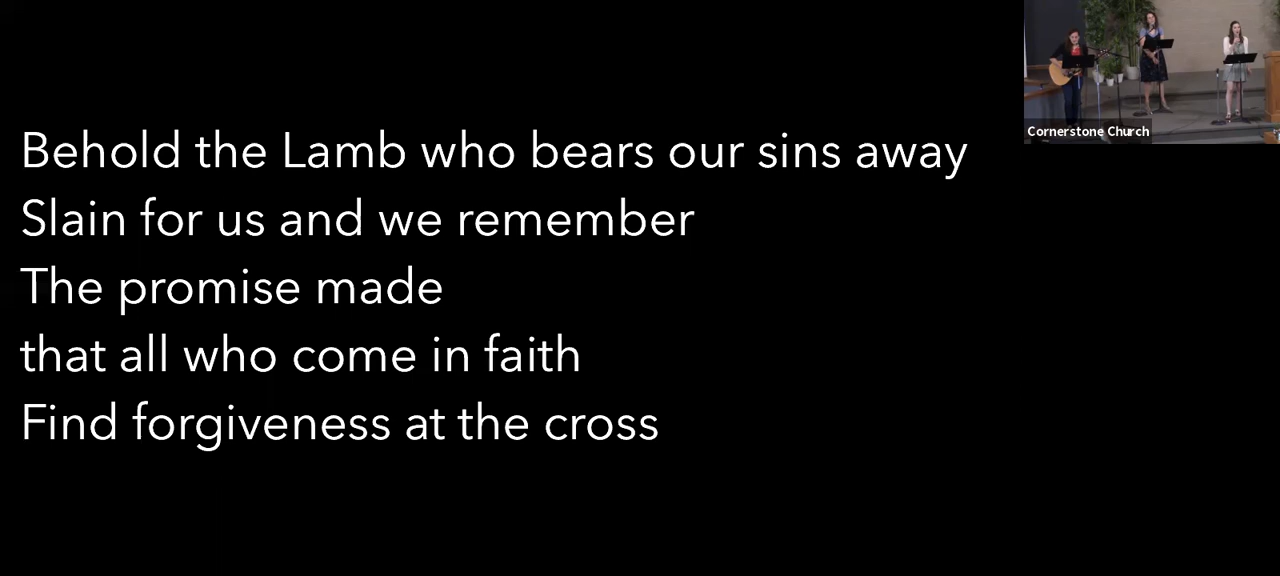 Behold the Lamb who bears our sins away
Slain for us and we remember
The promise made
that all who come in faith
Find forgiveness at the cross
Cornerstone Church